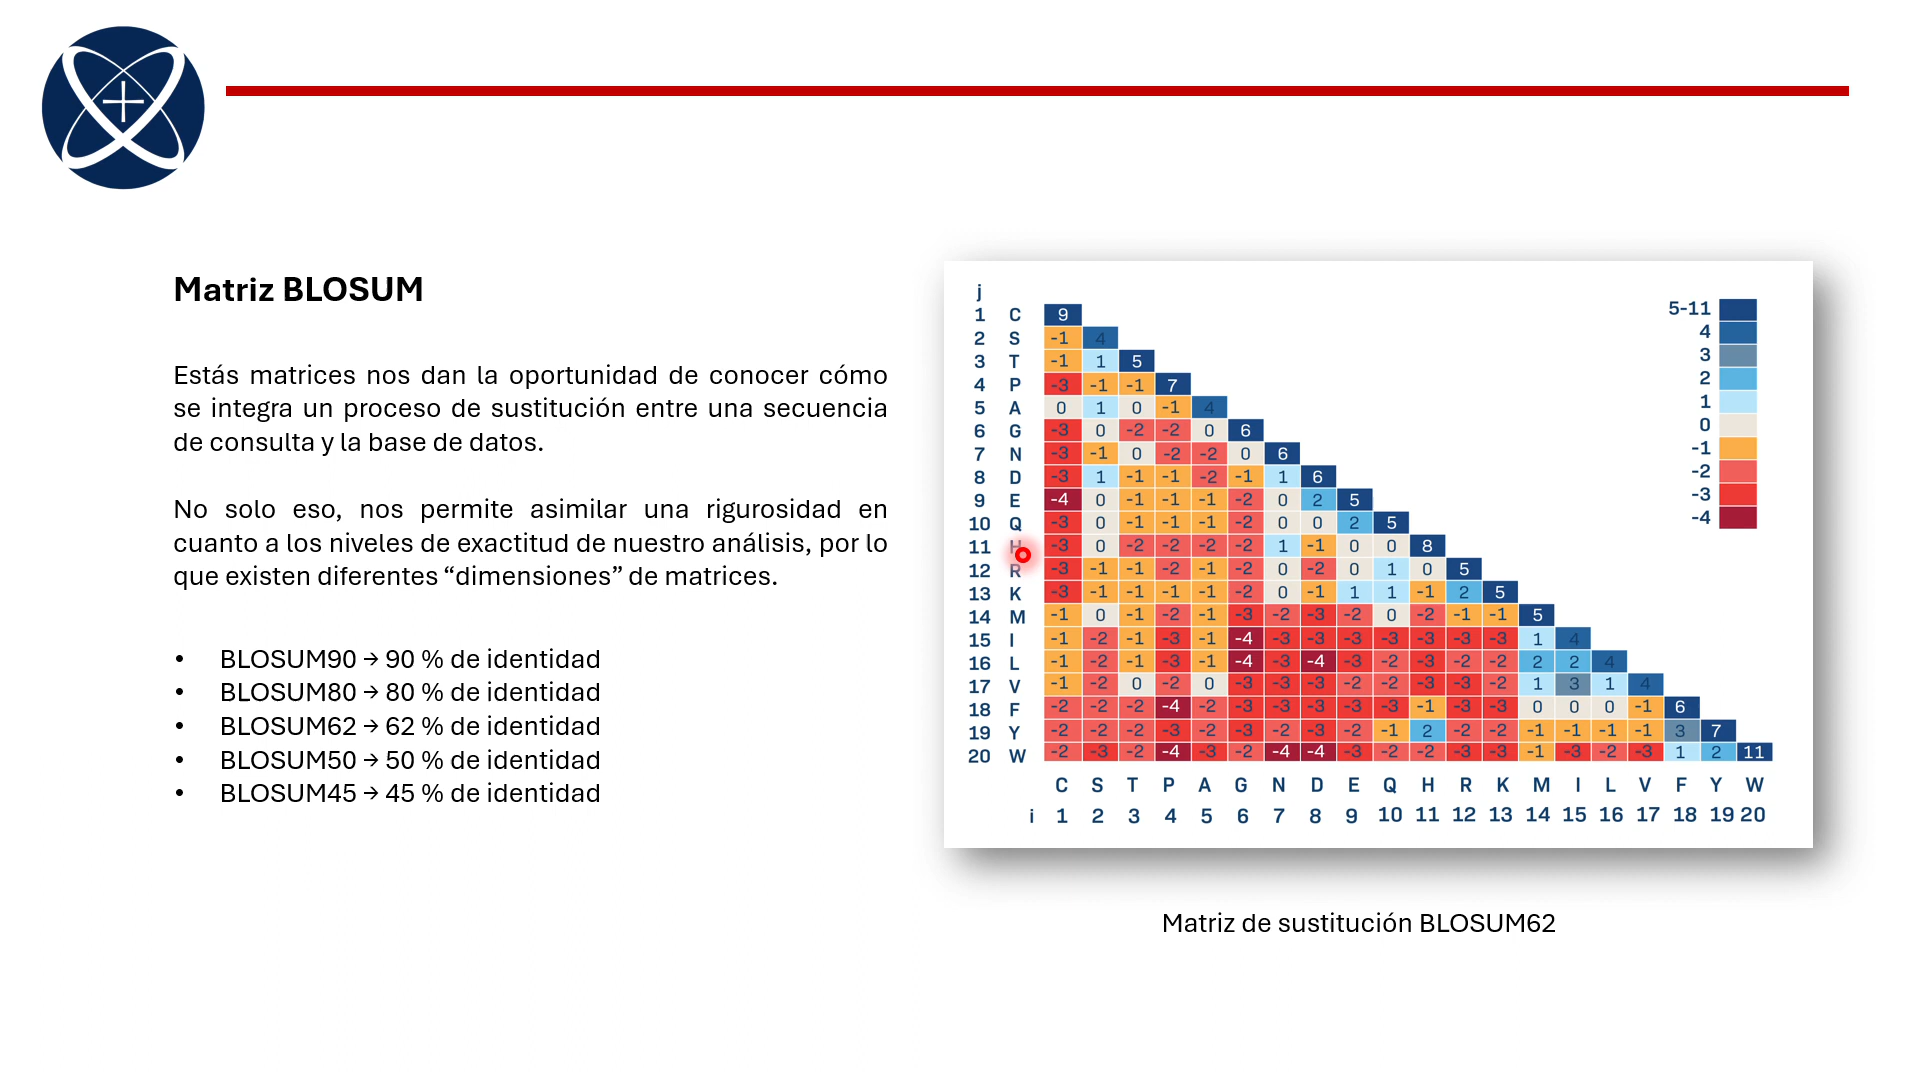 Matriz BLOSUM
Estás matrices nos dan la oportunidad de conocer cómo
se integra un proceso de sustitución entre una secuencia
de consulta y la base de datos.
No solo eso, nos permite asimilar una rigurosidad en
cuanto a los niveles de exactitud de nuestro análisis, por lo
que existen diferentes “dimensiones” de matrices.
• BLOSUM90 → 90 % de identidad
• BLOSUM80 → 80 % de identidad
• BLOSUM62 → 62 % de identidad
• BLOSUM50 → 50 % de identidad
• BLOSUM45 → 45 % de identidad
j
1 C 9
2 S -1 4
3 T -1 1 5
4 P -3 -1 -1 7
5 A 0 1 0 -1 4
6 G -3 0 -2 -2 0 6
7 N -3 -1 0 -2 -2 0 6
8 D -3 1 -1 -1 -2 -1 1 6
9 E -4 0 -1 -1 -1 -2 0 2 5
10 Q -3 0 -1 -1 -1 -2 0 0 2 5
11 H -3 0 -2 -2 -2 -2 1 -1 0 0 8
12 R -3 -1 -1 -2 -1 -2 0 -2 0 1 0 5
13 K -3 -1 -1 -1 -1 -2 0 -1 1 1 -1 2 5
14 M -1 0 -1 -2 -1 -3 -2 -3 -2 0 -2 -1 -1 5
15 I -1 -2 -1 -3 -1 -4 -3 -3 -3 -3 -3 -3 -3 1 4
16 L -1 -2 -1 -3 -1 -4 -3 -4 -3 -2 -3 -2 -2 2 2 4
17 V -1 -2 0 -2 0 -3 -3 -3 -2 -2 -3 -3 -2 1 3 1 4
18 F -2 -2 -2 -4 -2 -3 -3 -3 -3 -3 -1 -3 -3 0 0 0 -1 6
19 Y -2 -2 -2 -3 -2 -3 -2 -3 -2 -1 2 -2 -2 -1 -1 -1 -1 3 7
20 W -2 -3 -2 -4 -3 -2 -4 -4 -3 -2 -2 -3 -3 -1 -3 -2 -3 1 2 11
C S T P A G N D E Q H R K M I L V F Y W
i 1 2 3 4 5 6 7 8 9 10 11 12 13 14 15 16 17 18 19 20
5-11
4
3
2
1
0
-1
-2
-3
-4
Matriz de sustitución BLOSUM62